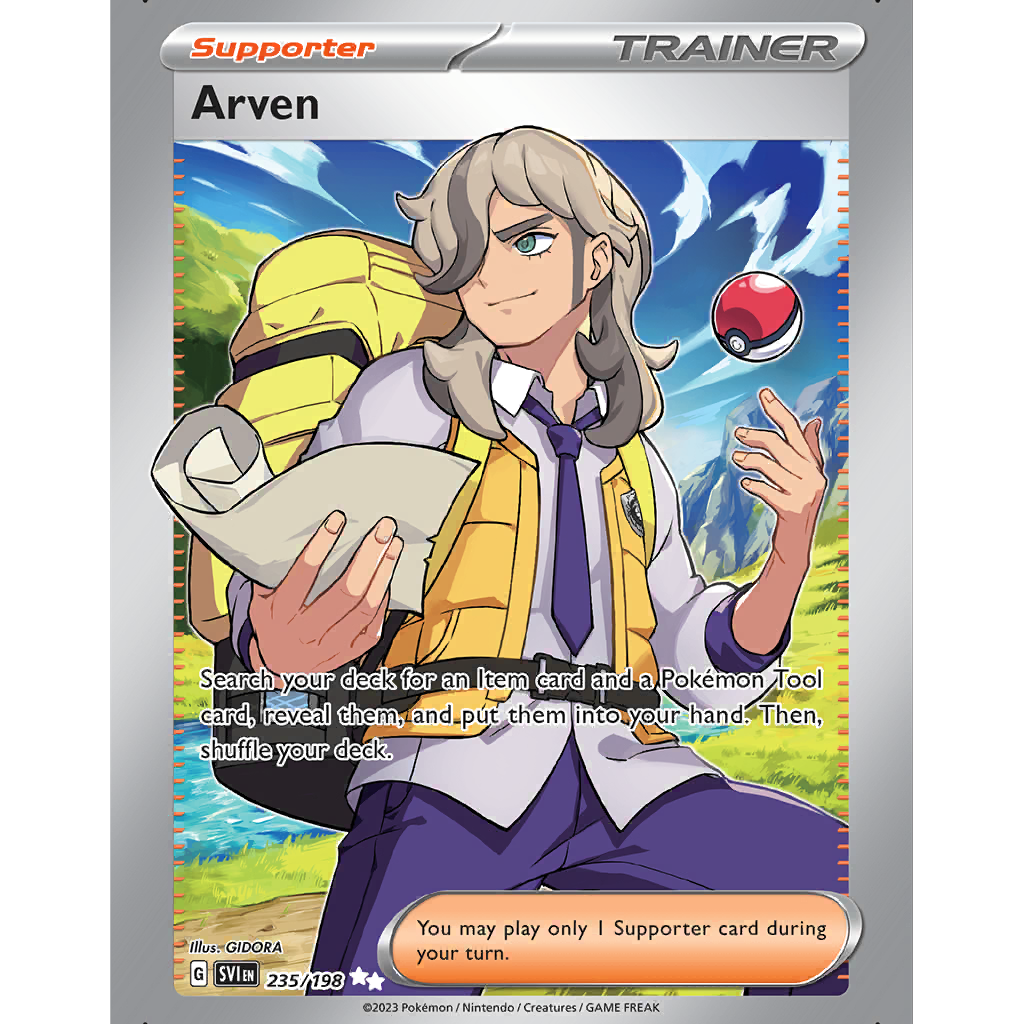 Supporter TRAINER
Arven
Search your deck for an Item card and a Pokémon Tool
card, reveal them, and put them into your hand. Then,
shuffle your deck.
You may play only 1 Supporter card during
your turn.
Illus. GIDORA
G SVI EN 235/198
©2023 Pokémon / Nintendo / Creatures / GAME FREAK